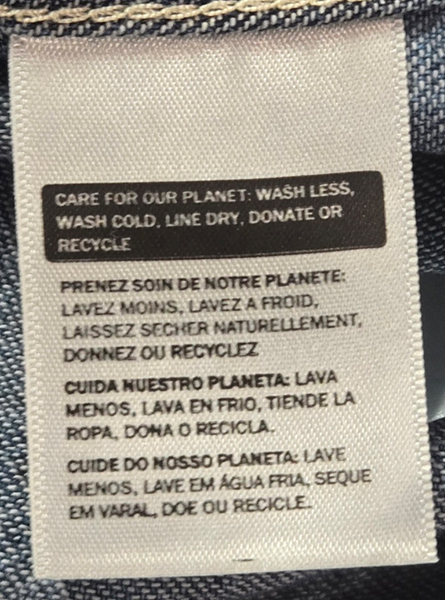 CARE FOR OUR PLANET: WASH LESS,
WASH COLD, LINE DRY, DONATE OR
RECYCLE
PRENEZ SOIN DE NOTRE PLANETE:
LAVEZ MOINS, LAVEZ A FROID,
LAISSEZ SECHER NATURELLEMENT,
DONNEZ OU RECYCLEZ
CUIDA NUESTRO PLANETA: LAVA
MENOS, LAVA EN FRIO, TIENDE LA
ROPA, DONA O RECICLA.
CUIDE DO NOSSO PLANETA: LAVE
MENOS, LAVE EM ÁGUA FRIA, SEQUE
EM VARAL, DOE OU RECICLE.